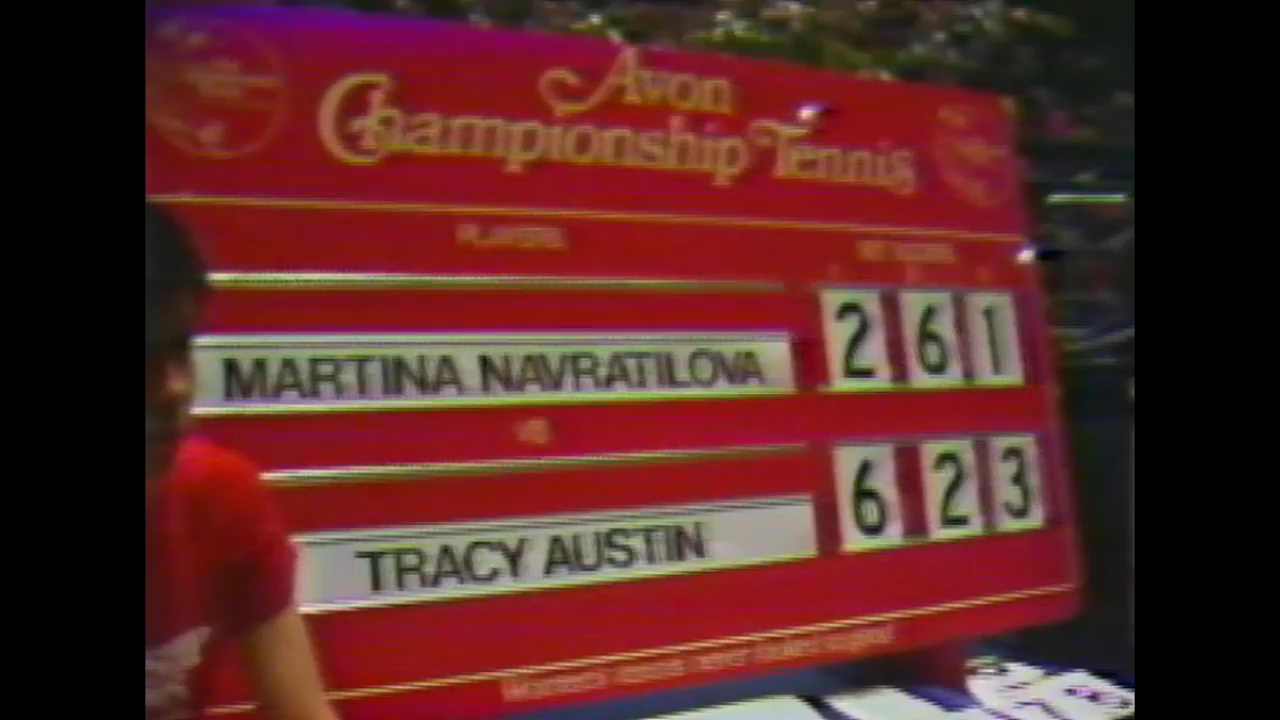 Avon
Championship Tennis
PLAYERS
MARTINA NAVRATILOVA 2 6 1
VS
TRACY AUSTIN 6 2 3